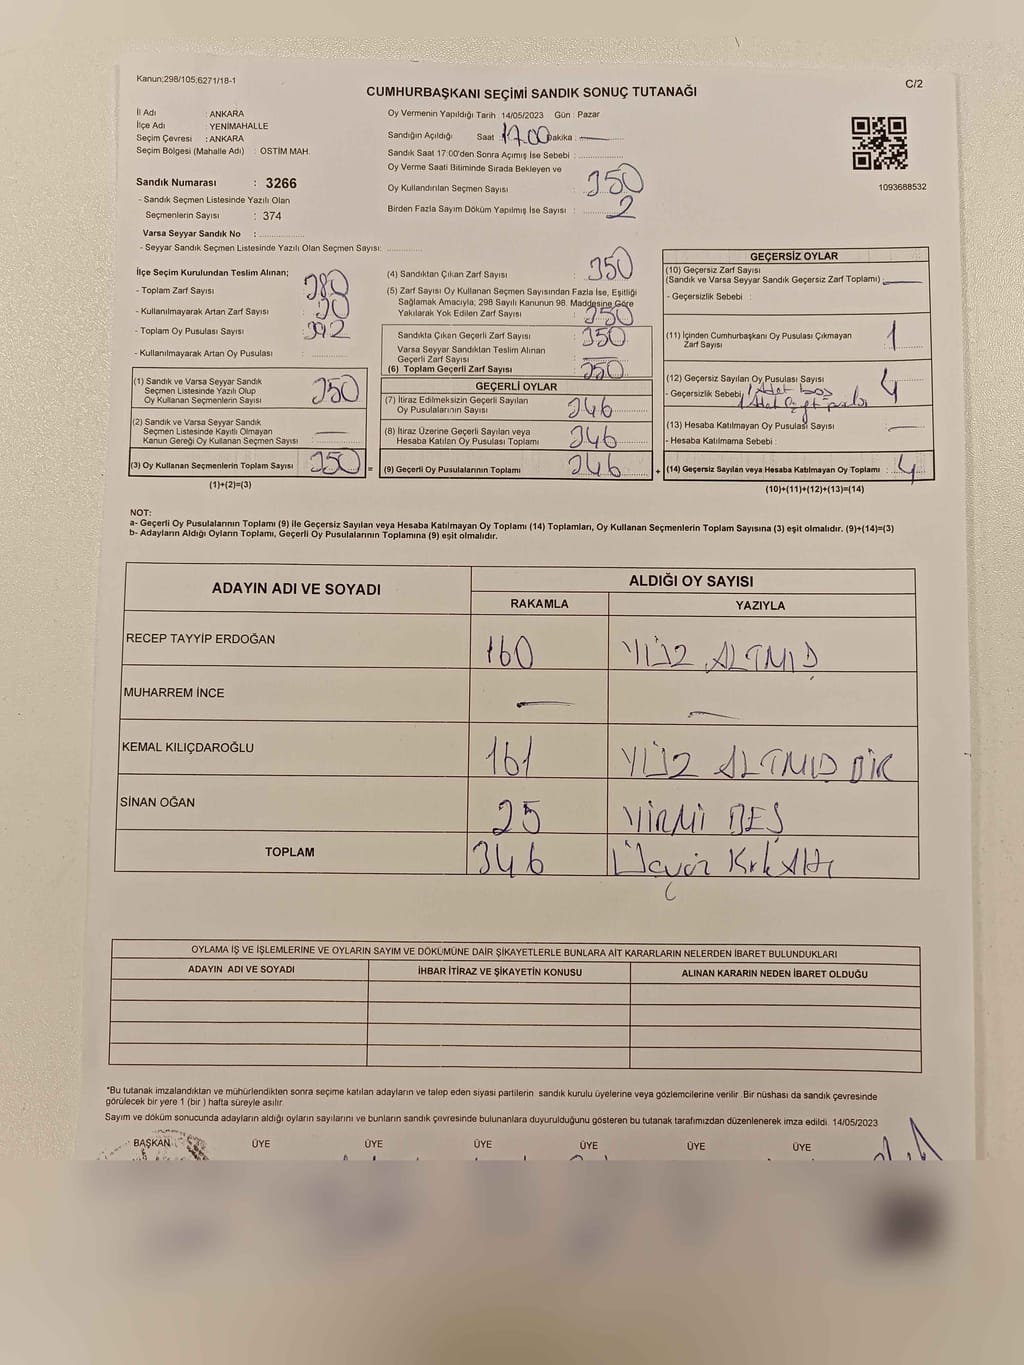 Kanun;298/105;6271/18-1
C/2
CUMHURBAŞKANI SEÇİMİ SANDIK SONUÇ TUTANAĞI
İl Adı : ANKARA
İlçe Adı : YENİMAHALLE
Seçim Çevresi : ANKARA
Seçim Bölgesi (Mahalle Adı) : OSTİM MAH.
Sandık Numarası : 3266
- Sandık Seçmen Listesinde Yazılı Olan
Seçmenlerin Sayısı : 374
Varsa Seyyar Sandık No :
- Seyyar Sandık Seçmen Listesinde Yazılı Olan Seçmen Sayısı:
Oy Vermenin Yapıldığı Tarih : 14/05/2023 Gün : Pazar
Sandığın Açıldığı Saat : 17.00 Dakika :
Sandık Saat 17:00'den Sonra Açımış İse Sebebi :
Oy Verme Saati Bitiminde Sırada Bekleyen ve
Oy Kullandırılan Seçmen Sayısı : 350
Birden Fazla Sayım Döküm Yapılmış İse Sayısı : 2
1093688532
İlçe Seçim Kurulundan Teslim Alınan;
- Toplam Zarf Sayısı : 380
- Kullanılmayarak Artan Zarf Sayısı : 30
- Toplam Oy Pusulası Sayısı : 392
- Kullanılmayarak Artan Oy Pusulası :
(1) Sandık ve Varsa Seyyar Sandık
Seçmen Listesinde Yazılı Olup
Oy Kullanan Seçmenlerin Sayısı : 350
(2) Sandık ve Varsa Seyyar Sandık
Seçmen Listesinde Kayıtlı Olmayan
Kanun Gereği Oy Kullanan Seçmen Sayısı :
(3) Oy Kullanan Seçmenlerin Toplam Sayısı : 350 =
(1)+(2)=(3)
(4) Sandıktan Çıkan Zarf Sayısı : 350
(5) Zarf Sayısı Oy Kullanan Seçmen Sayısından Fazla İse, Eşitliği
Sağlamak Amacıyla; 298 Sayılı Kanunun 98. Maddesine Göre
Yakılarak Yok Edilen Zarf Sayısı : 350
Sandıkta Çıkan Geçerli Zarf Sayısı : 350
Varsa Seyyar Sandıktan Teslim Alınan
Geçerli Zarf Sayısı :
(6) Toplam Geçerli Zarf Sayısı : 350
GEÇERLİ OYLAR
(7) İtiraz Edilmeksizin Geçerli Sayılan
Oy Pusulalarının Sayısı : 346
(8) İtiraz Üzerine Geçerli Sayılan veya
Hesaba Katılan Oy Pusulası Toplamı : 346
(9) Geçerli Oy Pusulalarının Toplamı : 346 +
GEÇERSİZ OYLAR
(10) Geçersiz Zarf Sayısı
(Sandık ve Varsa Seyyar Sandık Geçersiz Zarf Toplamı) :
- Geçersizlik Sebebi :
(11) İçinden Cumhurbaşkanı Oy Pusulası Çıkmayan
Zarf Sayısı : 1
(12) Geçersiz Sayılan Oy Pusulası Sayısı : 4
- Geçersizlik Sebebi : 1 Adet boş
1 Adet
(13) Hesaba Katılmayan Oy Pusulası Sayısı :
- Hesaba Katılmama Sebebi :
(14) Geçersiz Sayılan veya Hesaba Katılmayan Oy Toplamı : 4
(10)+(11)+(12)+(13)=(14)
NOT:
a- Geçerli Oy Pusulalarının Toplamı (9) ile Geçersiz Sayılan veya Hesaba Katılmayan Oy Toplamı (14) Toplamları, Oy Kullanan Seçmenlerin Toplam Sayısına (3) eşit olmalıdır. (9)+(14)=(3)
b- Adayların Aldığı Oyların Toplamı, Geçerli Oy Pusulalarının Toplamına (9) eşit olmalıdır.
ADAYIN ADI VE SOYADI
ALDIĞI OY SAYISI
RAKAMLA YAZIYLA
RECEP TAYYİP ERDOĞAN 160 YÜZ ALTMIŞ
MUHARREM İNCE
KEMAL KILIÇDAROĞLU 161 YÜZ ALTMIŞ BİR
SİNAN OĞAN 25 YİRMİ BEŞ
TOPLAM 346 Üçyüz Kırk Altı
OYLAMA İŞ VE İŞLEMLERİNE VE OYLARIN SAYIM VE DÖKÜMÜNE DAİR ŞİKAYETLERLE BUNLARA AİT KARARLARIN NELERDEN İBARET BULUNDUKLARI
ADAYIN ADI VE SOYADI İHBAR İTİRAZ VE ŞİKAYETİN KONUSU ALINAN KARARIN NEDEN İBARET OLDUĞU
*Bu tutanak imzalandıktan ve mühürlendikten sonra seçime katılan adayların ve talep eden siyasi partilerin sandık kurulu üyelerine veya gözlemcilerine verilir .Bir nüshası da sandık çevresinde
görülecek bir yere 1 (bir ) hafta süreyle asılır.
Sayım ve döküm sonucunda adayların aldığı oyların sayılarını ve bunların sandık çevresinde bulunanlara duyurulduğunu gösteren bu tutanak tarafımızdan düzenlenerek imza edildi. 14/05/2023
BAŞKAN ÜYE ÜYE ÜYE ÜYE ÜYE ÜYE